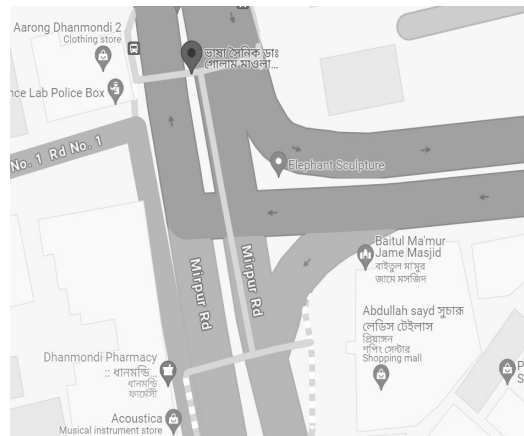 Aarong Dhanmondi 2
Clothing store
ভাষা সৈনিক ডাঃ
গোলাম মাওলা...
nce Lab Police Box
No. 1 Rd No. 1
Elephant Sculpture
Baitul Ma'mur
Jame Masjid
বাইতুল মা'মুর
জামে মসজিদ
Mirpur Rd
Mirpur Rd
Abdullah sayd সুচারু
লেডিস টেইলাস
প্রিয়াঙ্গন
শপিং সেন্টার
Shopping mall
Dhanmondi Pharmacy
:: ধানমন্ডি...
ধানমন্ডি
ফার্মেসী
P
S
Acoustica
Musical instrument store